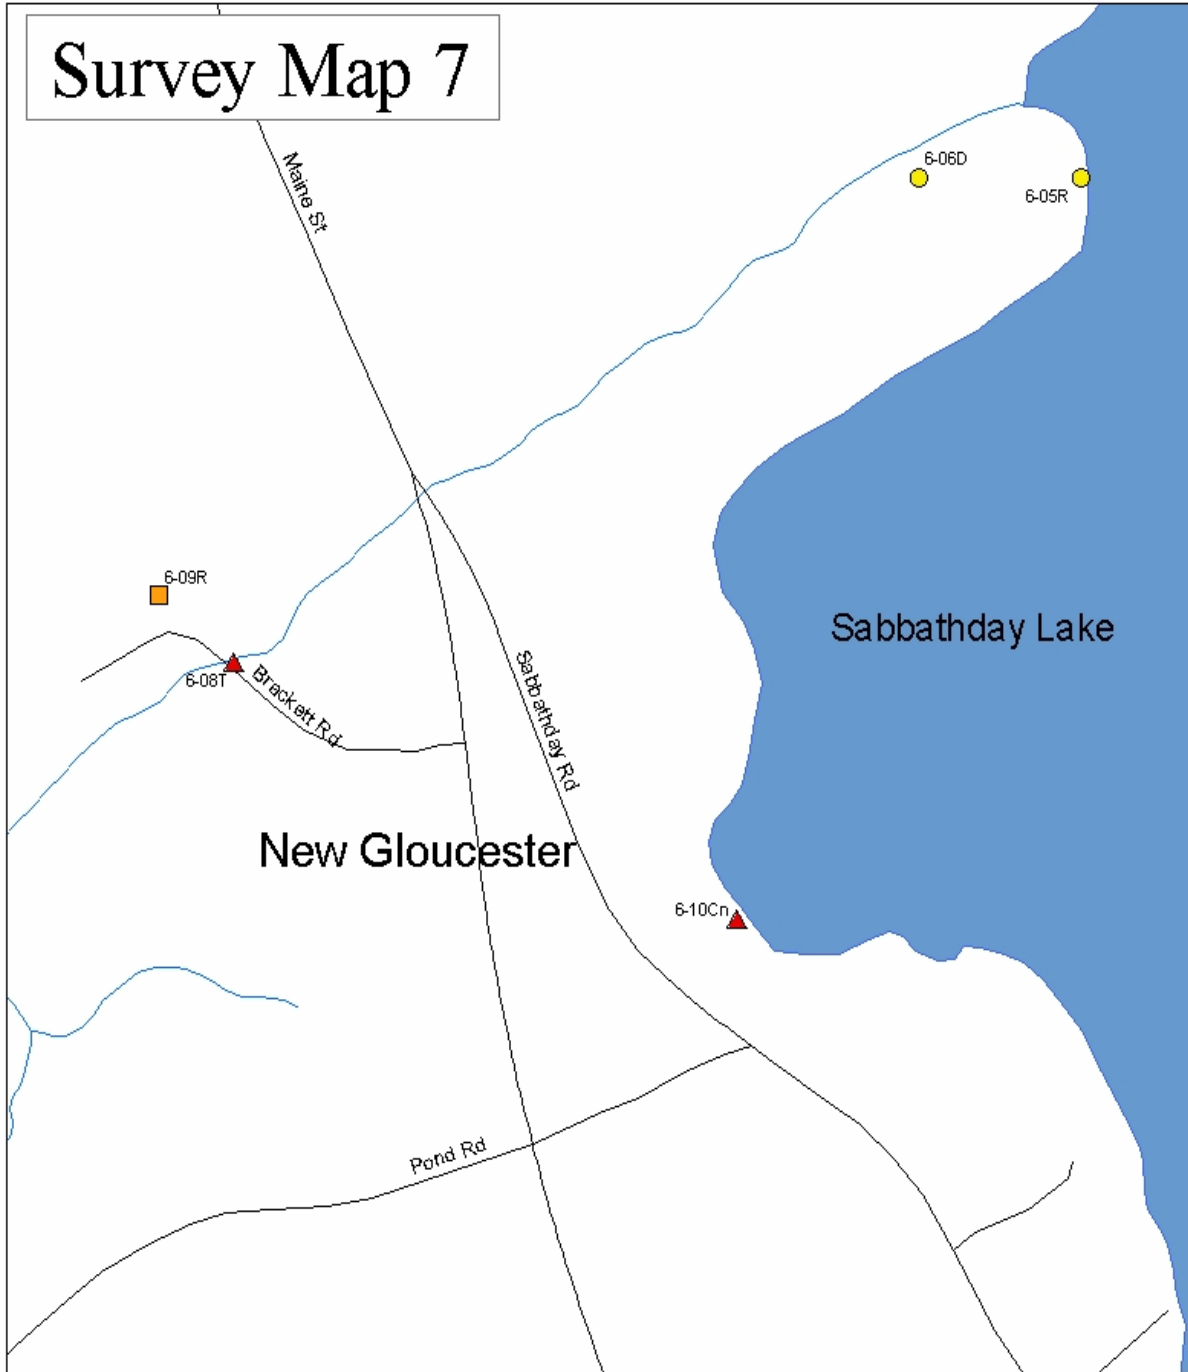 Survey Map 7
Maine St
6-06D
6-05R
6-09R
6-08T
Brackett Rd
Sabbathday Rd
Sabbathday Lake
New Gloucester
6-10Cn
Pond Rd